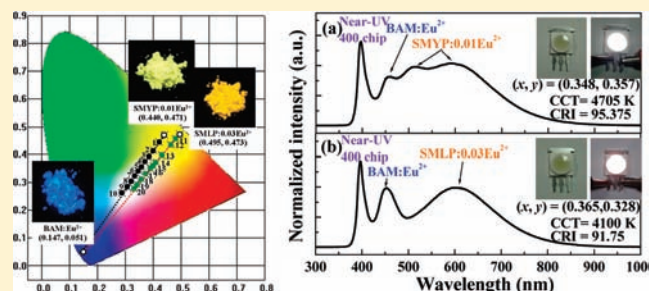 0.9
0.8
0.7
0.6
0.5
0.4
0.3
0.2
0.1
0.0
0.0 0.1 0.2 0.3 0.4 0.5 0.6 0.7 0.8
SMYP:0.01Eu²⁺
(0.440, 0.471)
SMLP:0.03Eu²⁺
(0.495, 0.473)
BAM:Eu²⁺
(0.147, 0.051)
Normalized intensity (a.u.)
(a)
Near-UV
400 chip
BAM:Eu²⁺
SMYP:0.01Eu²⁺
(x, y) = (0.348, 0.357)
CCT= 4705 K
CRI= 95.375
(b)
Near-UV
400 chip
BAM:Eu²⁺
SMLP:0.03Eu²⁺
(x, y) = (0.365,0.328)
CCT= 4100 K
CRI= 91.75
300 400 500 600 700 800 900 1000
Wavelength (nm)